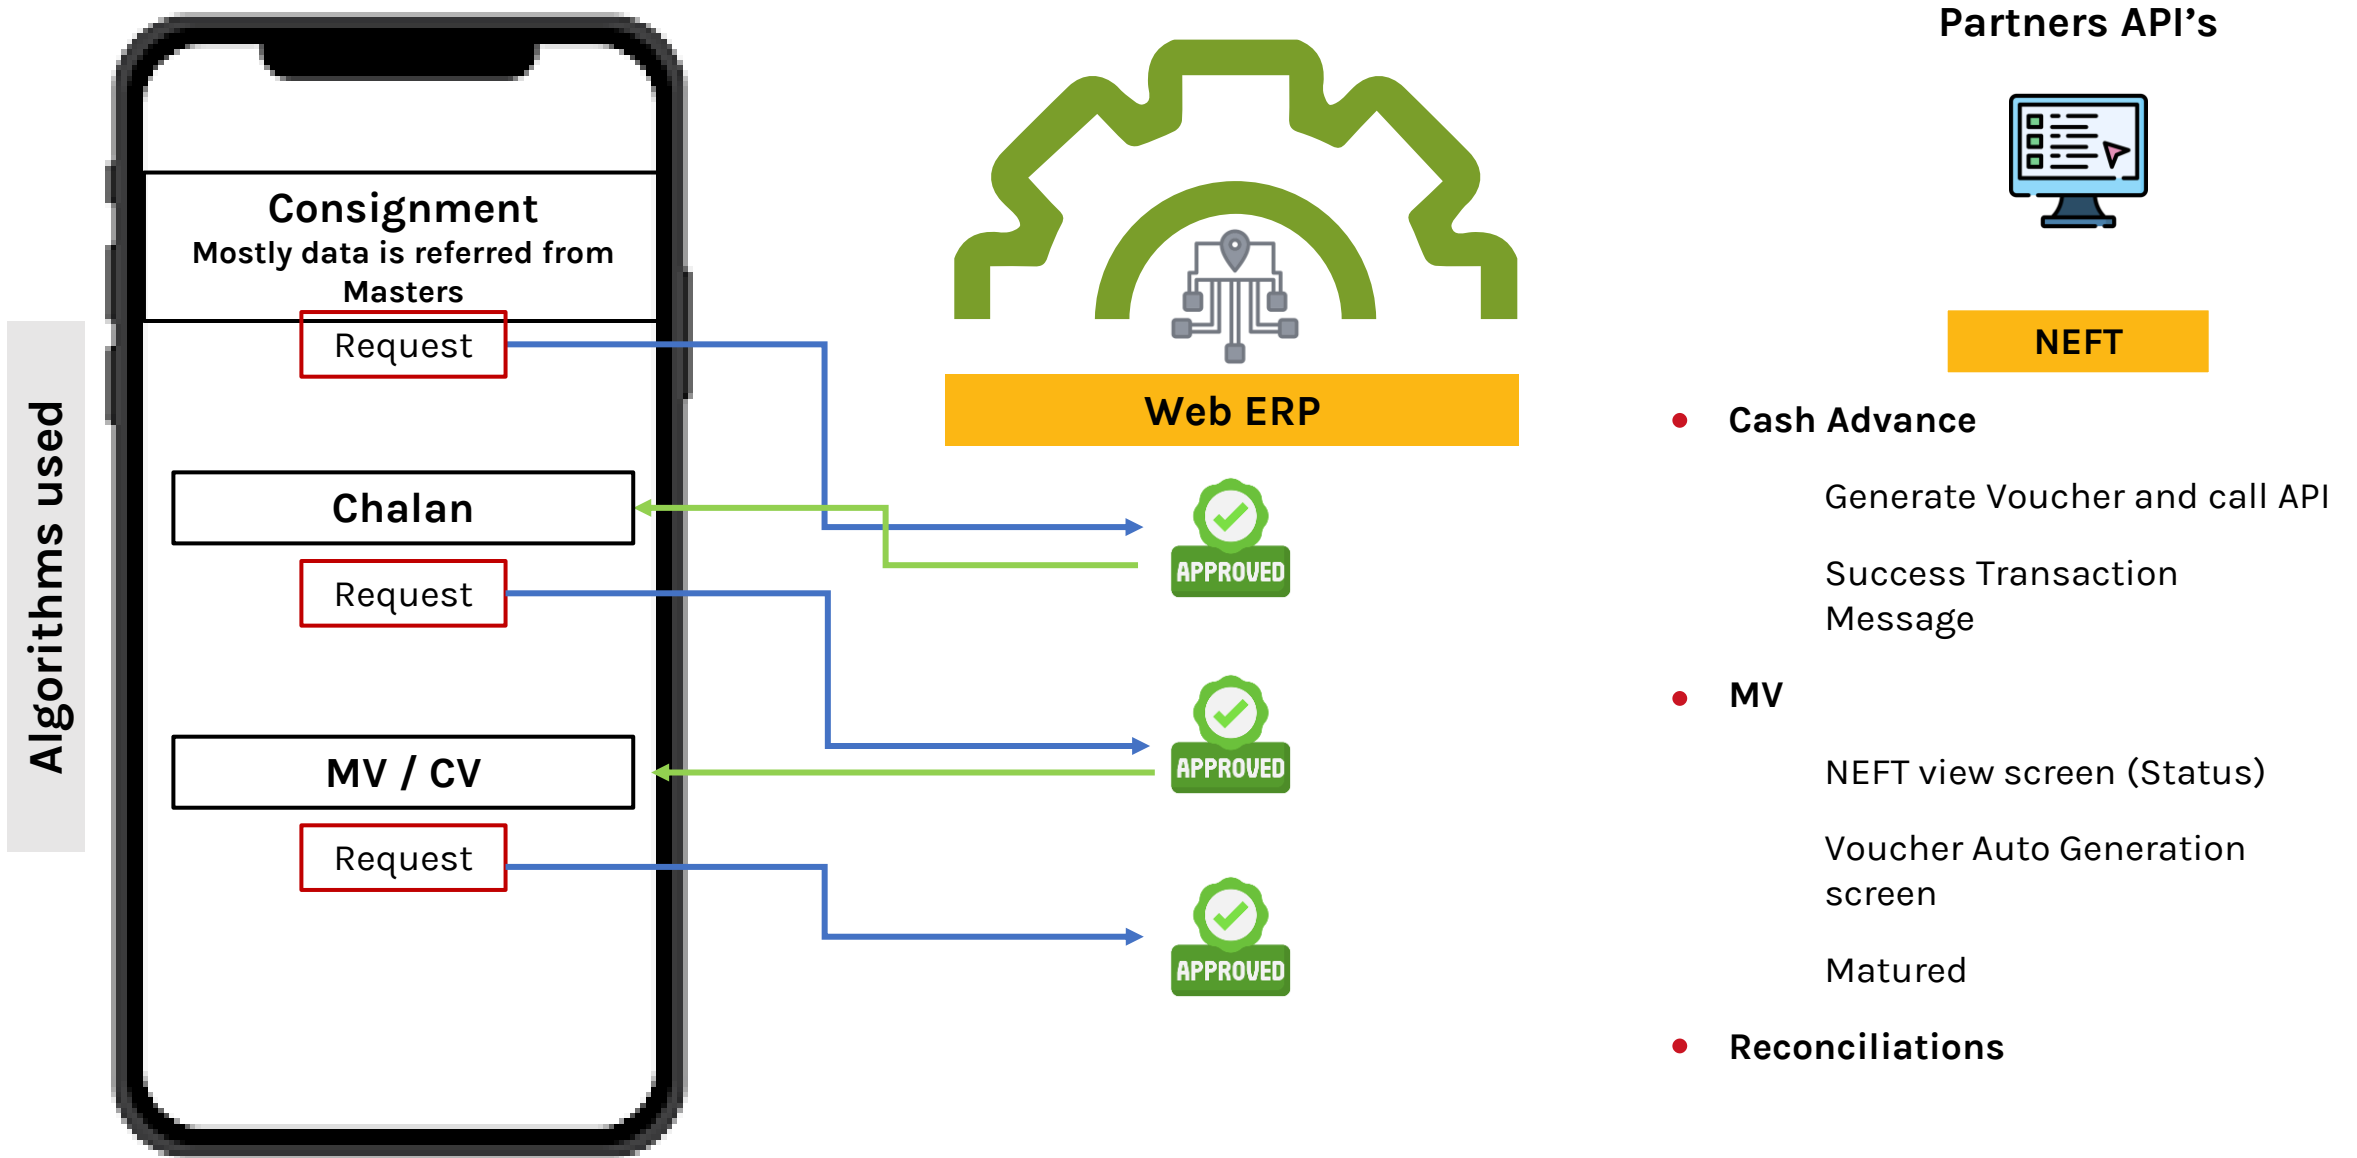 Algorithms used
Consignment
Mostly data is referred from
Masters
Request
Chalan
Request
MV / CV
Request
Web ERP
APPROVED
APPROVED
APPROVED
Partners API’s
NEFT
Cash Advance
Generate Voucher and call API
Success Transaction
Message
MV
NEFT view screen (Status)
Voucher Auto Generation
screen
Matured
Reconciliations